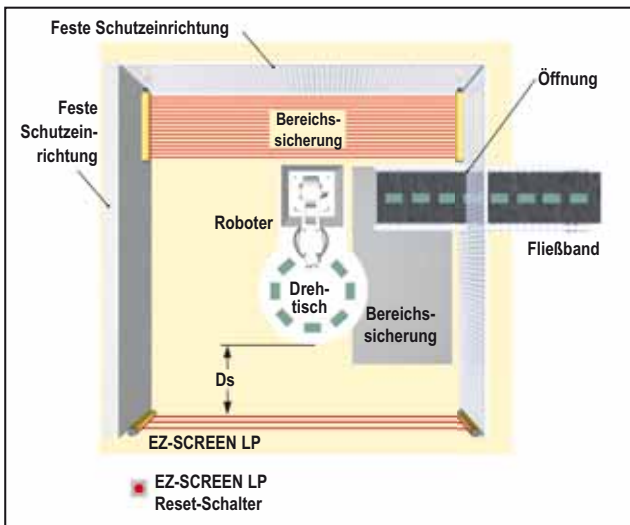 Feste Schutzeinrichtung
Öffnung
Feste
Schutzein-
richtung
Bereichs-
sicherung
Roboter
Fließband
Dreh-
tisch
Bereichs-
sicherung
Ds
EZ-SCREEN LP
EZ-SCREEN LP
Reset-Schalter